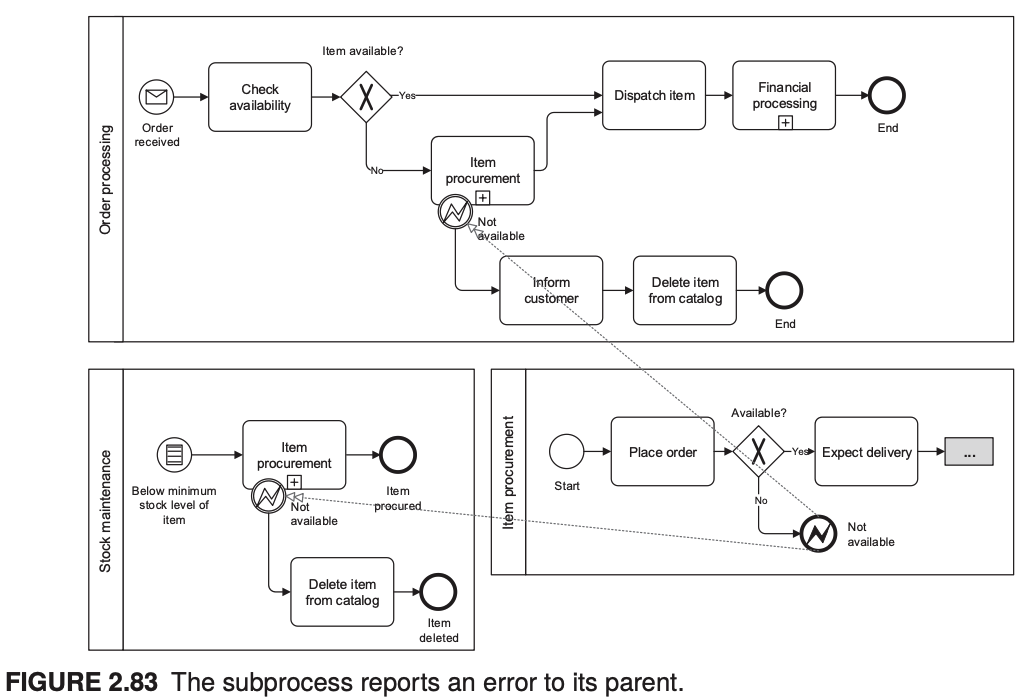 Order processing
Item available?
Order
received
Check
availability
Yes
No
Item
procurement
Not
available
Dispatch item
Financial
processing
End
Inform
customer
Delete item
from catalog
End
Stock maintenance
Below minimum
stock level of
item
Item
procurement
Not
available
Item
procured
Delete item
from catalog
Item
deleted
Item procurement
Start
Place order
Available?
Yes
No
Expect delivery
...
Not
available
FIGURE 2.83 The subprocess reports an error to its parent.